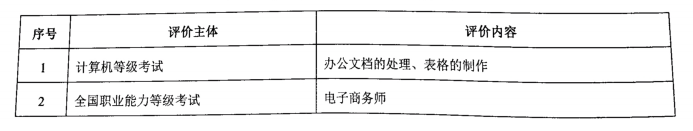 序号 评价主体 评价内容
1 计算机等级考试 办公文档的处理、表格的制作
2 全国职业能力等级考试 电子商务师